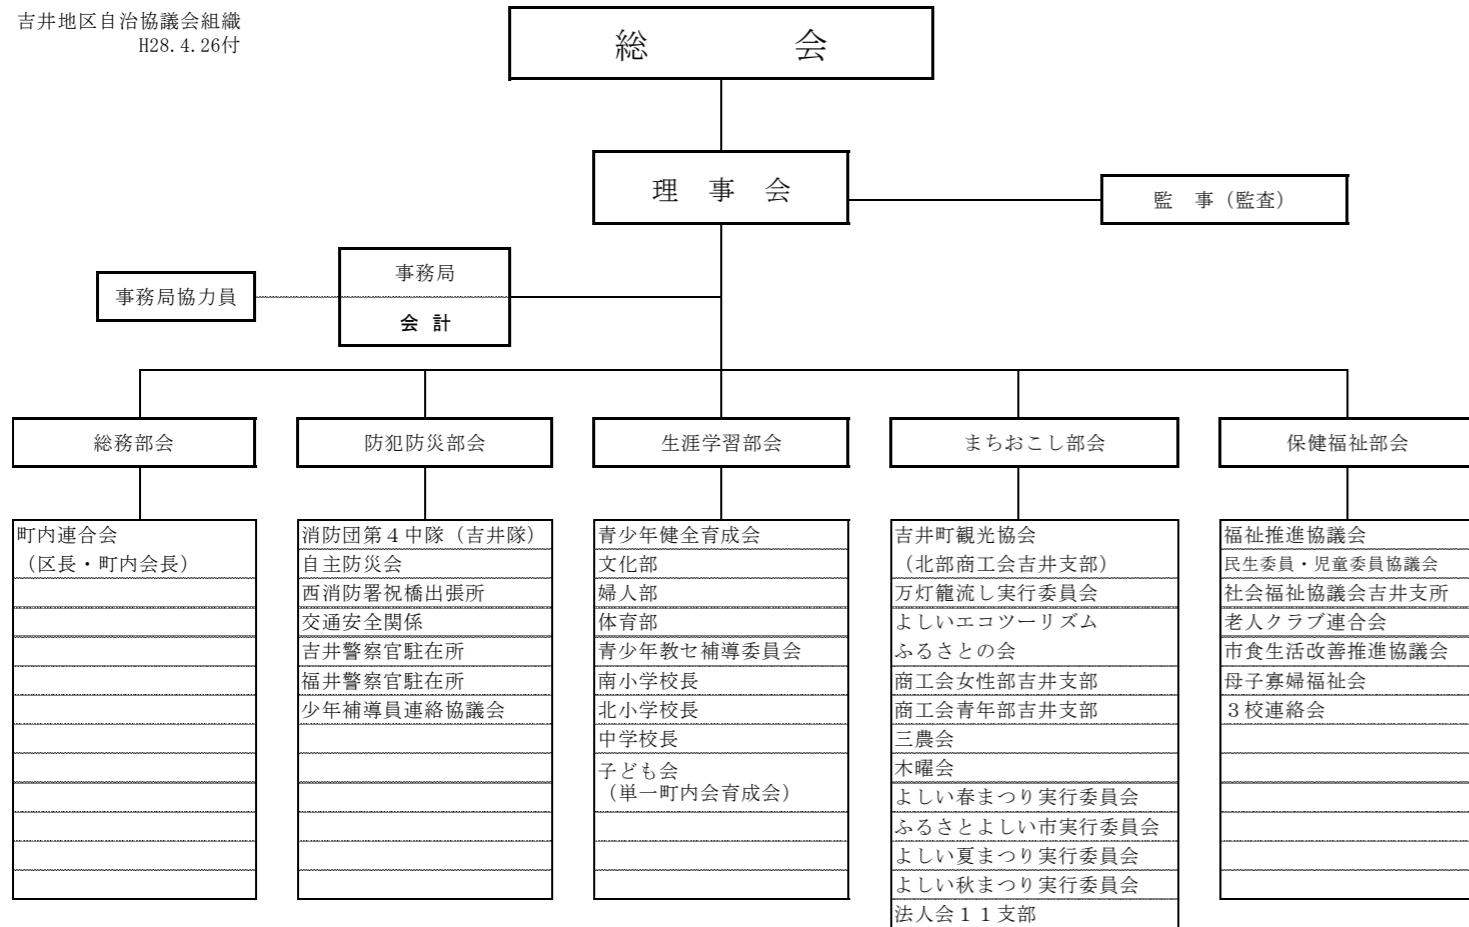 吉井地区自治協議会組織
H28.4.26付
総　会
理 事 会
監　事（監査）
事務局
会 計
事務局協力員
総務部会
町内連合会
（区長・町内会長）
防犯防災部会
消防団第４中隊（吉井隊）
自主防災会
西消防署祝橋出張所
交通安全関係
吉井警察官駐在所
福井警察官駐在所
少年補導員連絡協議会
生涯学習部会
青少年健全育成会
文化部
婦人部
体育部
青少年教セ補導委員会
南小学校長
北小学校長
中学校長
子ども会
（単一町内会育成会）
まちおこし部会
吉井町観光協会
（北部商工会吉井支部）
万灯籠流し実行委員会
よしいエコツーリズム
ふるさとの会
商工会女性部吉井支部
商工会青年部吉井支部
三農会
木曜会
よしい春まつり実行委員会
ふるさとよしい市実行委員会
よしい夏まつり実行委員会
よしい秋まつり実行委員会
法人会１１支部
保健福祉部会
福祉推進協議会
民生委員・児童委員協議会
社会福祉協議会吉井支所
老人クラブ連合会
市食生活改善推進協議会
母子寡婦福祉会
３校連絡会